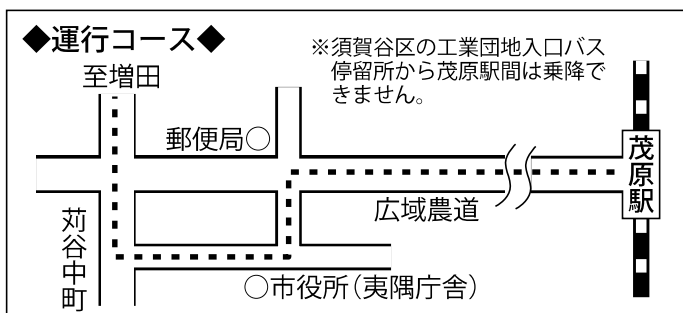 ◆運行コース◆
※須賀谷区の工業団地入口バス
停留所から茂原駅間は乗降で
きません。
至増田
郵便局○
茂原駅
広域農道
苅谷中町
○市役所（夷隅庁舎）